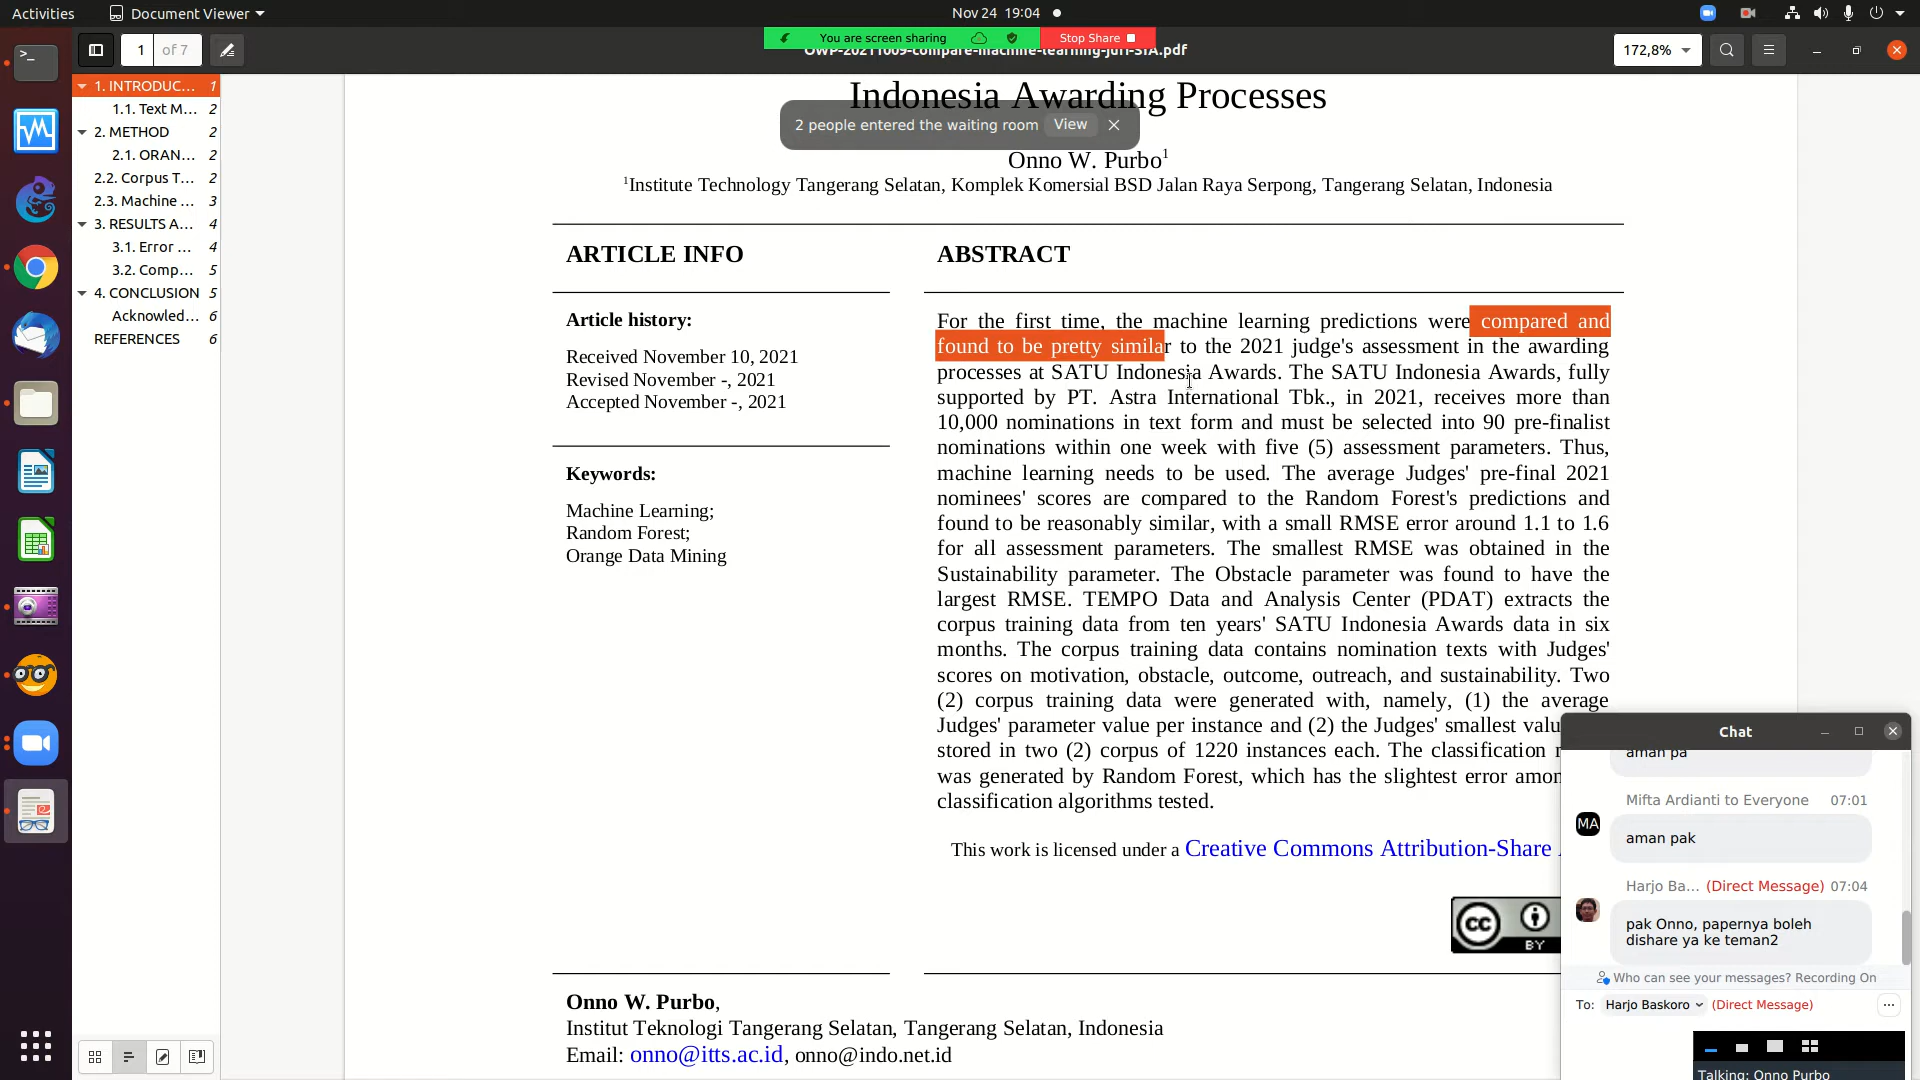 Activities
Document Viewer
Nov 24 19:04
1 of 7
You are screen sharing
Stop Share
OWP-20211009-compare-machine-learning-juri-SIA.pdf
172,8%
1. INTRODUC... 1
1.1. Text M... 2
2. METHOD 2
2.1. ORAN... 2
2.2. Corpus T... 2
2.3. Machine ... 3
3. RESULTS A... 4
3.1. Error ... 4
3.2. Comp... 5
4. CONCLUSION 5
Acknowled... 6
REFERENCES 6
Indonesia Awarding Processes
2 people entered the waiting room View
Onno W. Purbo1
1Institute Technology Tangerang Selatan, Komplek Komersial BSD Jalan Raya Serpong, Tangerang Selatan, Indonesia
ARTICLE INFO
Article history:
Received November 10, 2021
Revised November -, 2021
Accepted November -, 2021
Keywords:
Machine Learning;
Random Forest;
Orange Data Mining
ABSTRACT
For the first time, the machine learning predictions were compared and
found to be pretty similar to the 2021 judge's assessment in the awarding
processes at SATU Indonesia Awards. The SATU Indonesia Awards, fully
supported by PT. Astra International Tbk., in 2021, receives more than
10,000 nominations in text form and must be selected into 90 pre-finalist
nominations within one week with five (5) assessment parameters. Thus,
machine learning needs to be used. The average Judges' pre-final 2021
nominees' scores are compared to the Random Forest's predictions and
found to be reasonably similar, with a small RMSE error around 1.1 to 1.6
for all assessment parameters. The smallest RMSE was obtained in the
Sustainability parameter. The Obstacle parameter was found to have the
largest RMSE. TEMPO Data and Analysis Center (PDAT) extracts the
corpus training data from ten years' SATU Indonesia Awards data in six
months. The corpus training data contains nomination texts with Judges'
scores on motivation, obstacle, outcome, outreach, and sustainability. Two
(2) corpus training data were generated with, namely, (1) the average
Judges' parameter value per instance and (2) the Judges' smallest valu
stored in two (2) corpus of 1220 instances each. The classification
was generated by Random Forest, which has the slightest error amon
classification algorithms tested.
This work is licensed under a Creative Commons Attribution-Share
cc
BY
Onno W. Purbo,
Institut Teknologi Tangerang Selatan, Tangerang Selatan, Indonesia
Email: onno@itts.ac.id, onno@indo.net.id
Chat
aman pa
Mifta Ardianti to Everyone 07:01
MA
aman pak
Harjo Ba... (Direct Message) 07:04
pak Onno, papernya boleh
dishare ya ke teman2
Who can see your messages? Recording On
To: Harjo Baskoro (Direct Message)
Talking: Onno Purbo